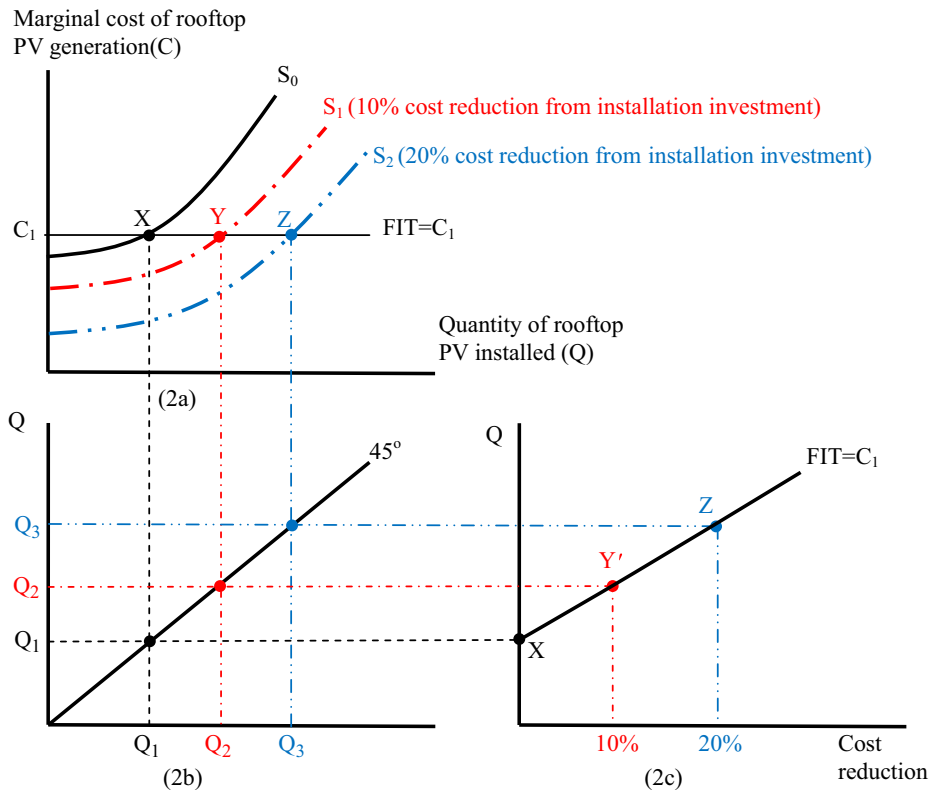 Marginal cost of rooftop
PV generation(C)
S₀
S₁ (10% cost reduction from installation investment)
S₂ (20% cost reduction from installation investment)
X
Y
Z
C₁
FIT=C₁
Quantity of rooftop
PV installed (Q)
(2a)
Q
45°
Q₃
Q₂
Q₁
Q₁
Q₂
Q₃
(2b)
Q
FIT=C₁
Z
Y′
X
10%
20%
Cost
reduction
(2c)